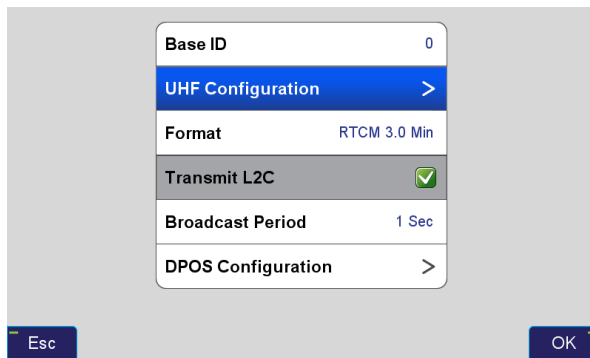 Base ID 0
UHF Configuration >
Format RTCM 3.0 Min
Transmit L2C
Broadcast Period 1 Sec
DPOS Configuration >
Esc OK